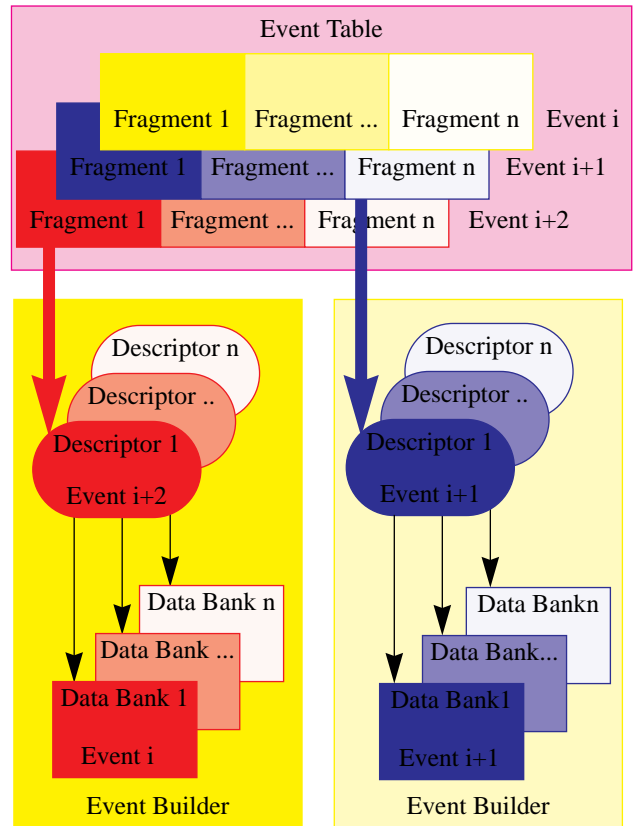 Event Table
Fragment 1 Fragment ... Fragment n Event i
Fragment 1 Fragment ... Fragment n Event i+1
Fragment 1 Fragment ... Fragment n Event i+2
Descriptor n
Descriptor ..
Descriptor 1
Event i+2
Data Bank n
Data Bank ...
Data Bank 1
Event i
Event Builder
Descriptor n
Descriptor ..
Descriptor 1
Event i+1
Data Bankn
Data Bank...
Data Bank1
Event i+1
Event Builder